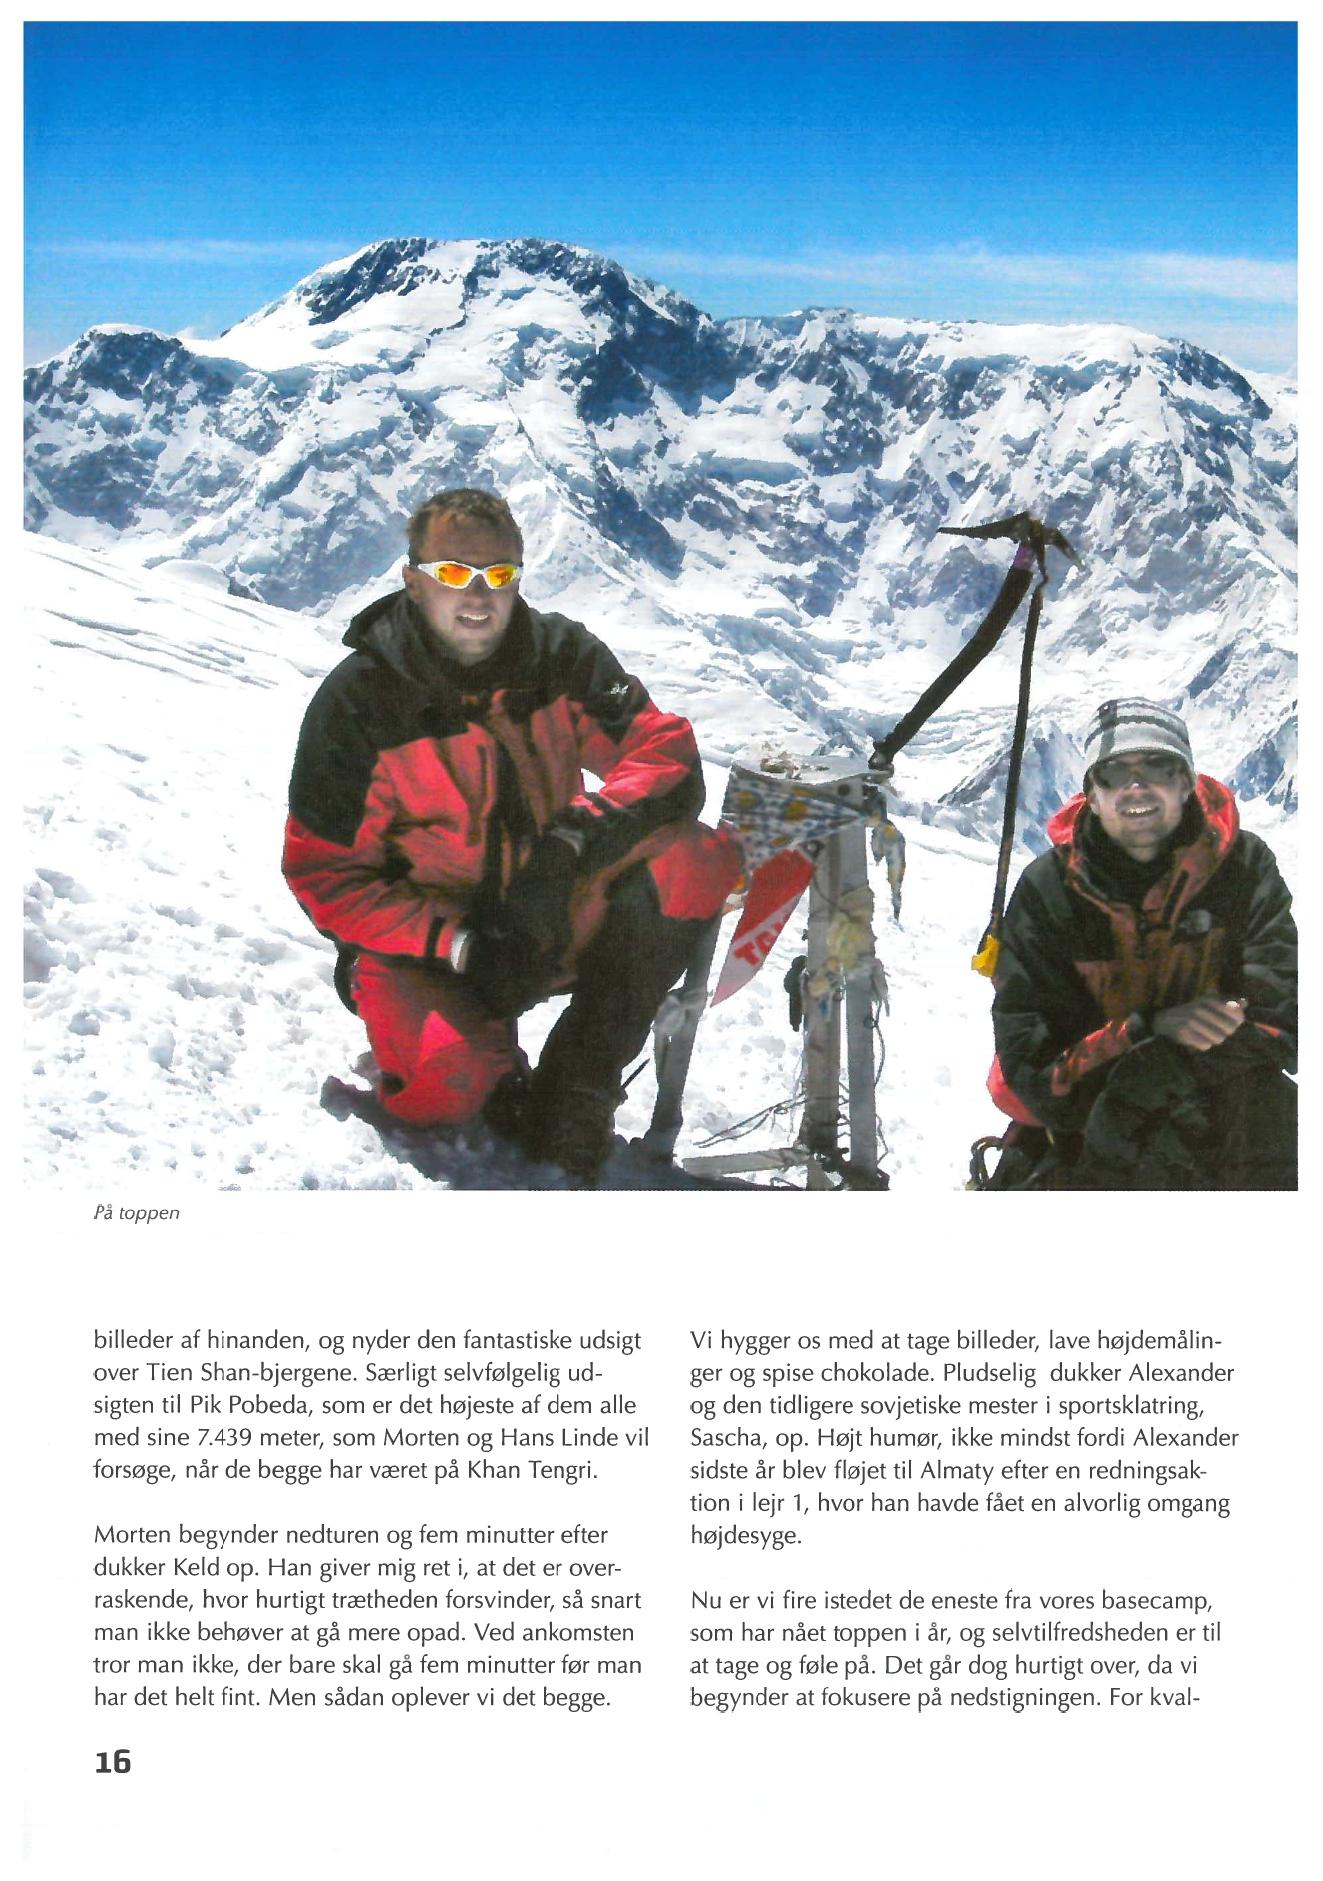 TAU
På toppen
billeder af hinanden, og nyder den fantastiske udsigt
over Tien Shan-bjergene. Særligt selvfølgelig ud-
sigten til Pik Pobeda, som er det højeste af dem alle
med sine 7.439 meter, som Morten og Hans Linde vil
forsøge, når de begge har været på Khan Tengri.
Morten begynder nedturen og fem minutter efter
dukker Keld op. Han giver mig ret i, at det er over-
raskende, hvor hurtigt trætheden forsvinder, så snart
man ikke behøver at gå mere opad. Ved ankomsten
tror man ikke, der bare skal gå fem minutter før man
har det helt fint. Men sådan oplever vi det begge.
Vi hygger os med at tage billeder, lave højdemålin-
ger og spise chokolade. Pludselig  dukker Alexander
og den tidligere sovjetiske mester i sportsklatring,
Sascha, op. Højt humør, ikke mindst fordi Alexander
sidste år blev fløjet til Almaty efter en redningsak-
tion i lejr 1, hvor han havde fået en alvorlig omgang
højdesyge.
Nu er vi fire istedet de eneste fra vores basecamp,
som har nået toppen i år, og selvtilfredsheden er til
at tage og føle på. Det går dog hurtigt over, da vi
begynder at fokusere på nedstigningen. For kval-
16